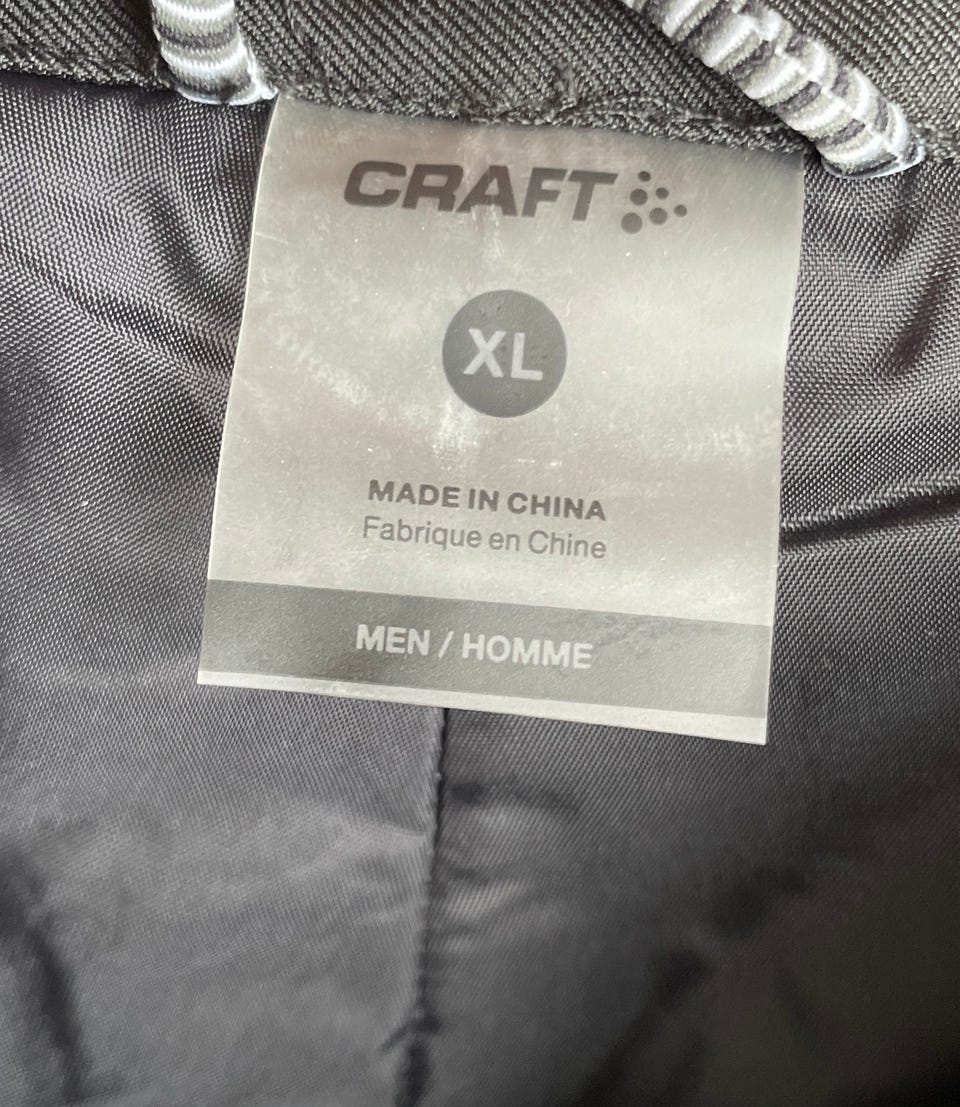 CRAFT
XL
MADE IN CHINA
Fabrique en Chine
MEN / HOMME